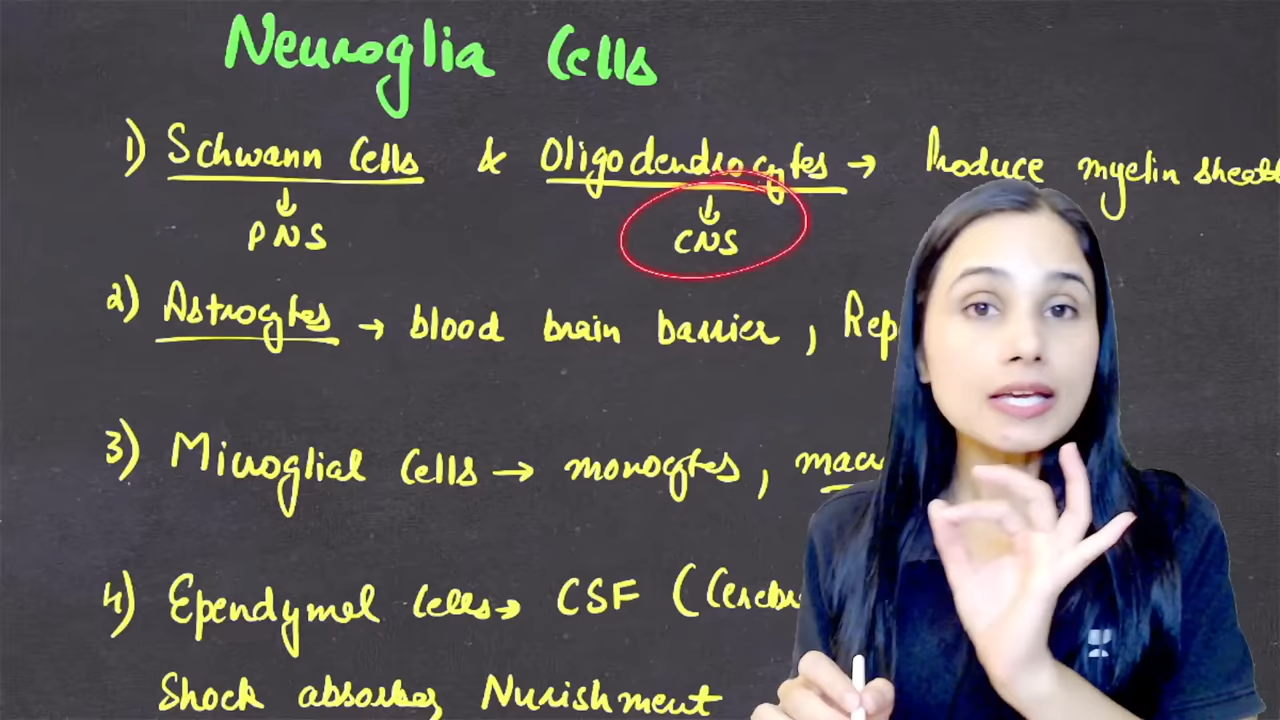 Neuroglia Cells
1) Schwann Cells & Oligodendrocytes → Produce myelin sheath
↓ PNS ↓ CNS
2) Astrocytes → blood brain barrier, Rep
3) Microglial Cells → monocytes, mac
4) Ependymal Cells → CSF (Cerebr
Shock absorber, Nurishment